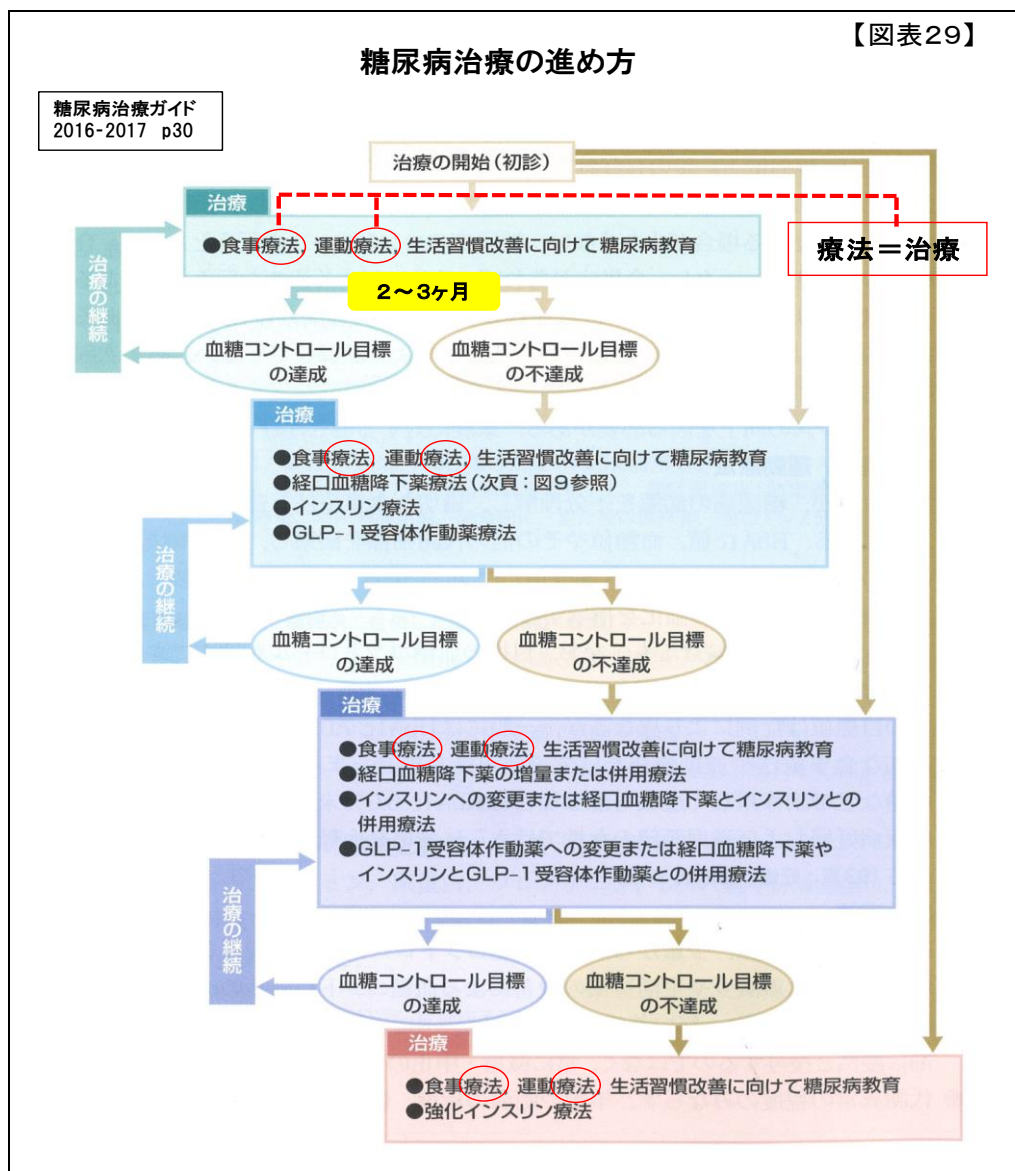 【図表29】
糖尿病治療の進め方
糖尿病治療ガイド
2016-2017 p30
治療の開始（初診）
治療
●食事療法，運動療法，生活習慣改善に向けて糖尿病教育
療法＝治療
2～3ヶ月
治療の継続
血糖コントロール目標
の達成
血糖コントロール目標
の不達成
治療
●食事療法，運動療法，生活習慣改善に向けて糖尿病教育
●経口血糖降下薬療法（次頁：図9参照）
●インスリン療法
●GLP-1受容体作動薬療法
治療の継続
血糖コントロール目標
の達成
血糖コントロール目標
の不達成
治療
●食事療法，運動療法，生活習慣改善に向けて糖尿病教育
●経口血糖降下薬の増量または併用療法
●インスリンへの変更または経口血糖降下薬とインスリンとの
併用療法
●GLP-1受容体作動薬への変更または経口血糖降下薬や
インスリンとGLP-1受容体作動薬との併用療法
治療の継続
血糖コントロール目標
の達成
血糖コントロール目標
の不達成
治療
●食事療法，運動療法，生活習慣改善に向けて糖尿病教育
●強化インスリン療法